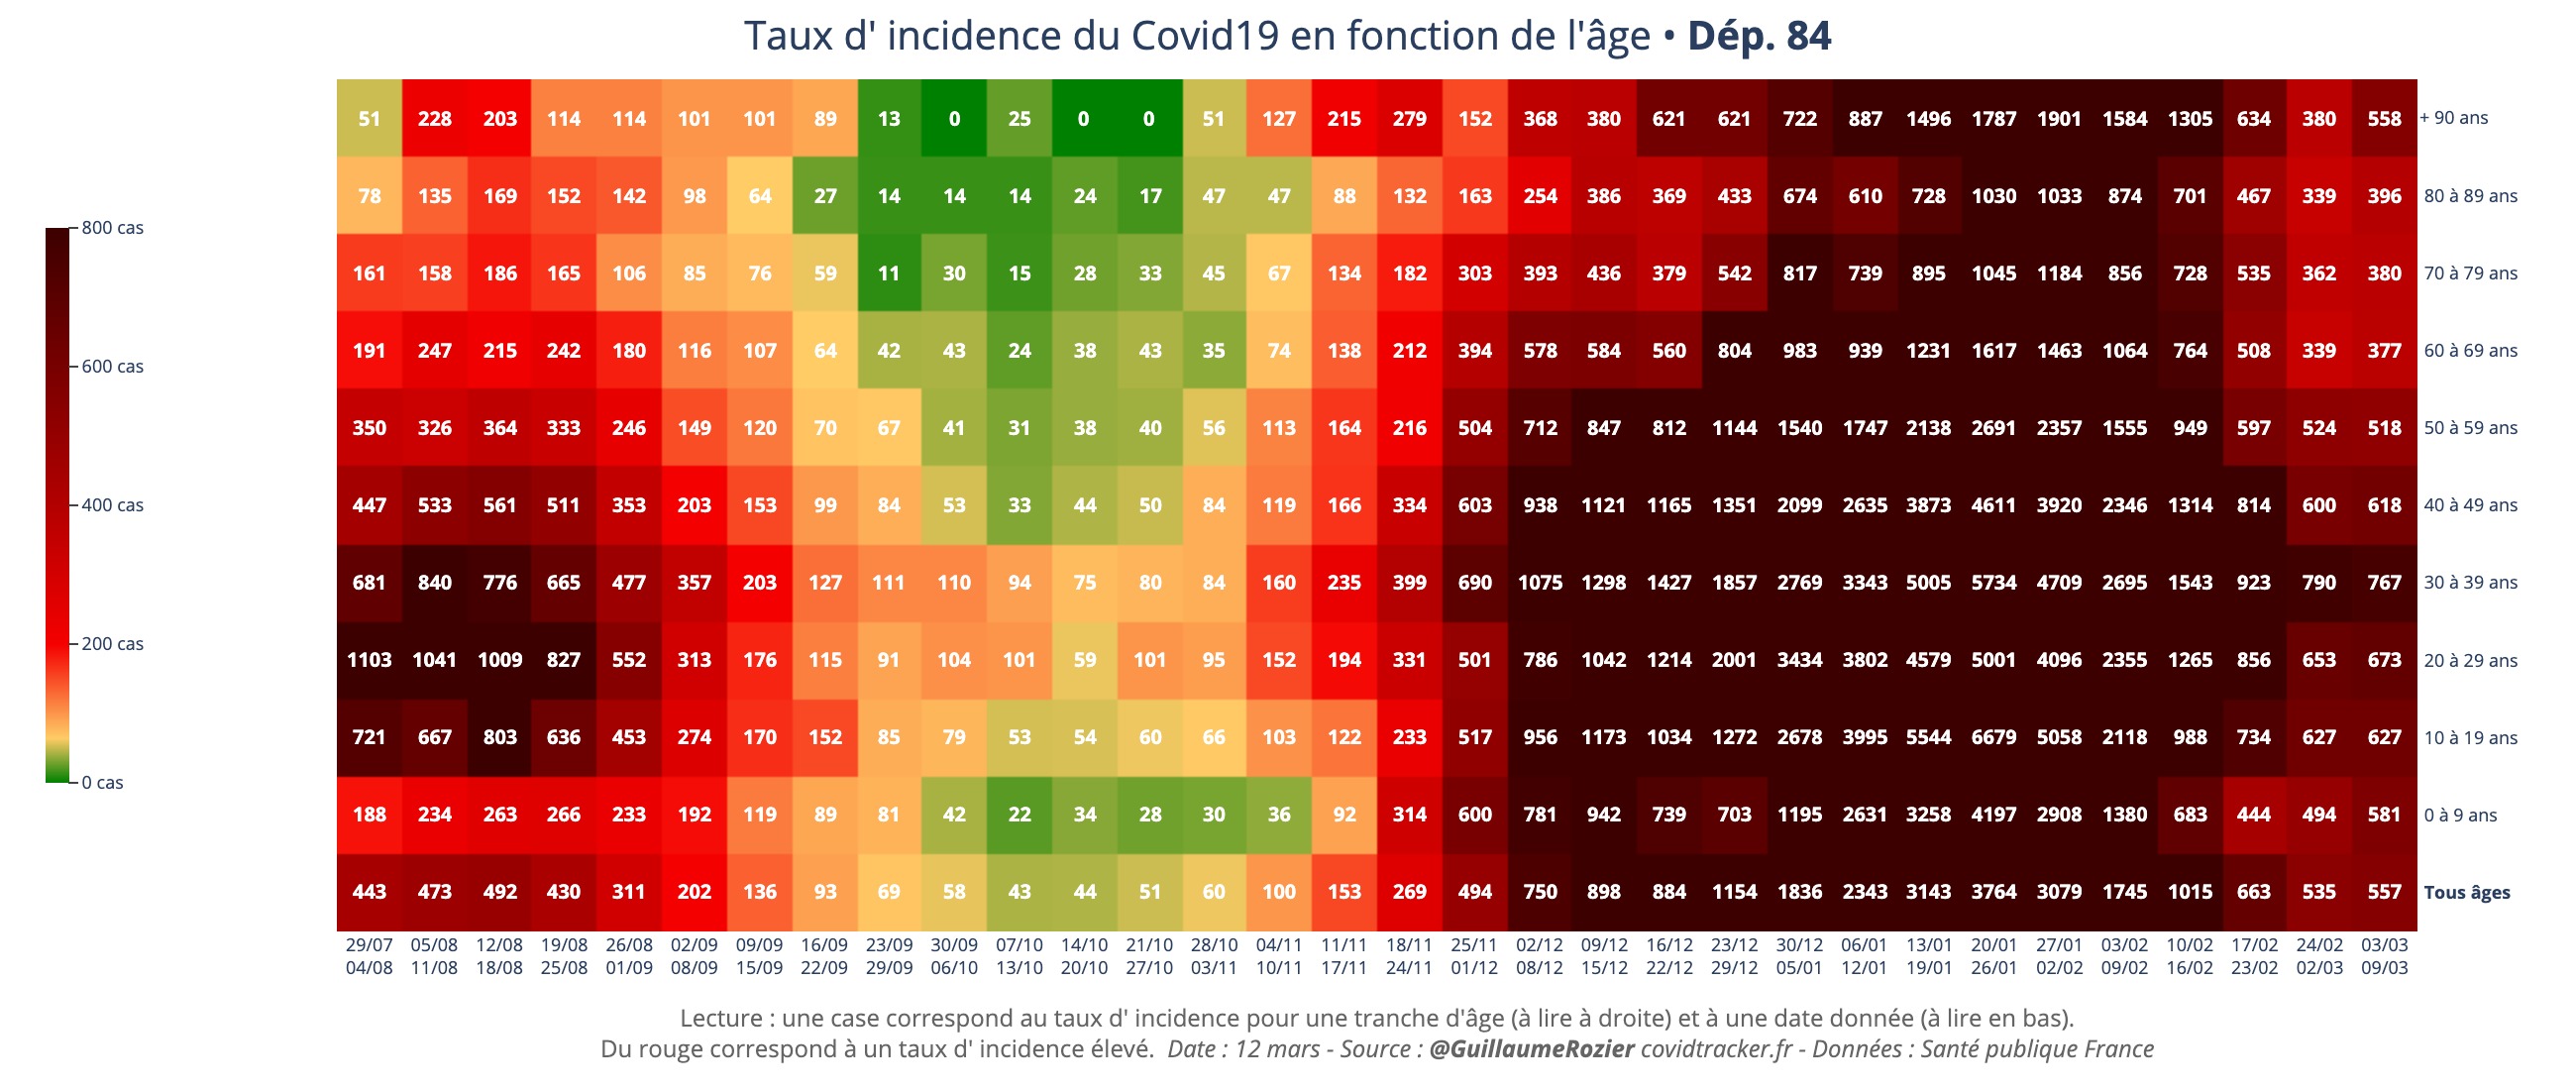 Taux d' incidence du Covid19 en fonction de l'âge • Dép. 84
51 228 203 114 114 101 101 89 13 0 25 0 0 51 127 215 279 152 368 380 621 621 722 887 1496 1787 1901 1584 1305 634 380 558 + 90 ans
78 135 169 152 142 98 64 27 14 14 14 24 17 47 47 88 132 163 254 386 369 433 674 610 728 1030 1033 874 701 467 339 396 80 à 89 ans
161 158 186 165 106 85 76 59 11 30 15 28 33 45 67 134 182 303 393 436 379 542 817 739 895 1045 1184 856 728 535 362 380 70 à 79 ans
191 247 215 242 180 116 107 64 42 43 24 38 43 35 74 138 212 394 578 584 560 804 983 939 1231 1617 1463 1064 764 508 339 377 60 à 69 ans
350 326 364 333 246 149 120 70 67 41 31 38 40 56 113 164 216 504 712 847 812 1144 1540 1747 2138 2691 2357 1555 949 597 524 518 50 à 59 ans
447 533 561 511 353 203 153 99 84 53 33 44 50 84 119 166 334 603 938 1121 1165 1351 2099 2635 3873 4611 3920 2346 1314 814 600 618 40 à 49 ans
681 840 776 665 477 357 203 127 111 110 94 75 80 84 160 235 399 690 1075 1298 1427 1857 2769 3343 5005 5734 4709 2695 1543 923 790 767 30 à 39 ans
1103 1041 1009 827 552 313 176 115 91 104 101 59 101 95 152 194 331 501 786 1042 1214 2001 3434 3802 4579 5001 4096 2355 1265 856 653 673 20 à 29 ans
721 667 803 636 453 274 170 152 85 79 53 54 60 66 103 122 233 517 956 1173 1034 1272 2678 3995 5544 6679 5058 2118 988 734 627 627 10 à 19 ans
188 234 263 266 233 192 119 89 81 42 22 34 28 30 36 92 314 600 781 942 739 703 1195 2631 3258 4197 2908 1380 683 444 494 581 0 à 9 ans
443 473 492 430 311 202 136 93 69 58 43 44 51 60 100 153 269 494 750 898 884 1154 1836 2343 3143 3764 3079 1745 1015 663 535 557 Tous âges
800 cas
600 cas
400 cas
200 cas
0 cas
29/07 05/08 12/08 19/08 26/08 02/09 09/09 16/09 23/09 30/09 07/10 14/10 21/10 28/10 04/11 11/11 18/11 25/11 02/12 09/12 16/12 23/12 30/12 06/01 13/01 20/01 27/01 03/02 10/02 17/02 24/02 03/03
04/08 11/08 18/08 25/08 01/09 08/09 15/09 22/09 29/09 06/10 13/10 20/10 27/10 03/11 10/11 17/11 24/11 01/12 08/12 15/12 22/12 29/12 05/01 12/01 19/01 26/01 02/02 09/02 16/02 23/02 02/03 09/03
Lecture : une case correspond au taux d' incidence pour une tranche d'âge (à lire à droite) et à une date donnée (à lire en bas).
Du rouge correspond à un taux d' incidence élevé. Date : 12 mars - Source : @GuillaumeRozier covidtracker.fr - Données : Santé publique France